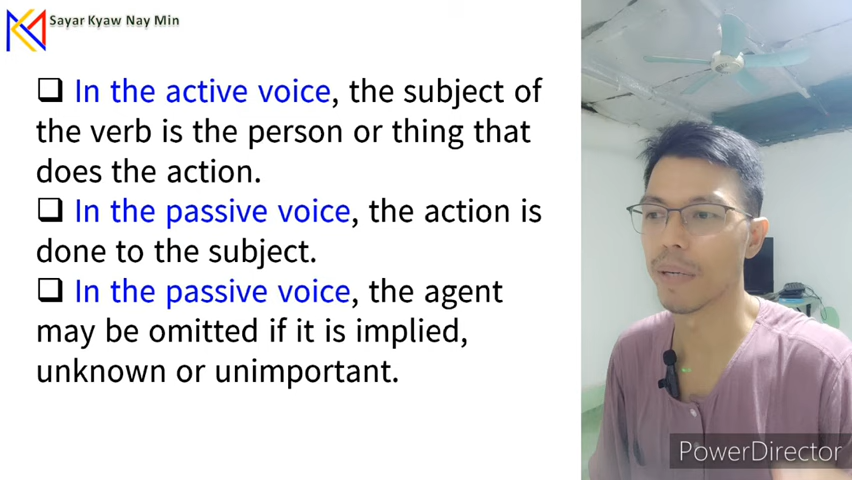 Sayar Kyaw Nay Min
In the active voice, the subject of
the verb is the person or thing that
does the action.
In the passive voice, the action is
done to the subject.
In the passive voice, the agent
may be omitted if it is implied,
unknown or unimportant.
PowerDirector